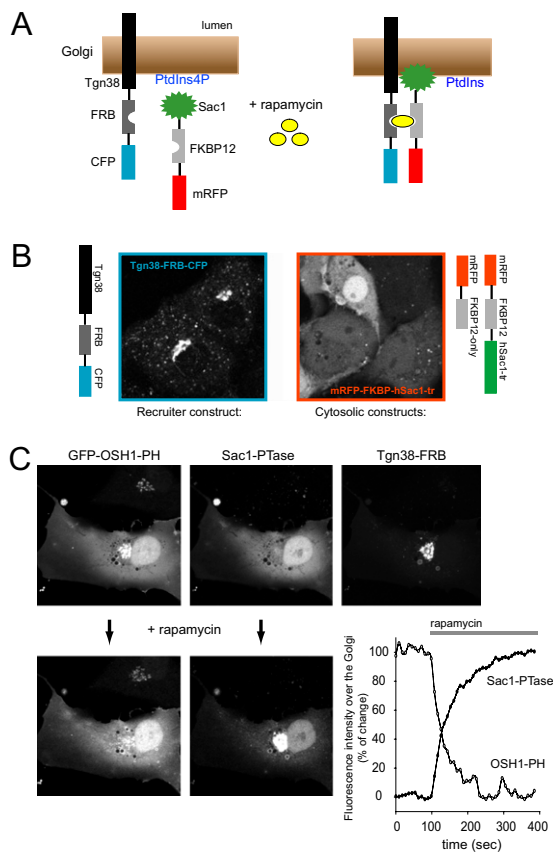 A
lumen
Golgi
Tgn38
PtdIns4P
PtdIns
FRB
Sac1
+ rapamycin
FKBP12
CFP
mRFP
B
Tgn38
FRB
CFP
Tgn38-FRB-CFP
mRFP-FKBP-hSac1-tr
mRFP
FKBP12
FKBP12-only
mRFP
FKBP12
hSac1-tr
Recruiter construct:
Cytosolic constructs:
C
GFP-OSH1-PH
Sac1-PTase
Tgn38-FRB
+ rapamycin
rapamycin
Fluorescence intensity over the Golgi
(% of change)
100
80
60
40
20
0
Sac1-PTase
OSH1-PH
0 100 200 300 400
time (sec)